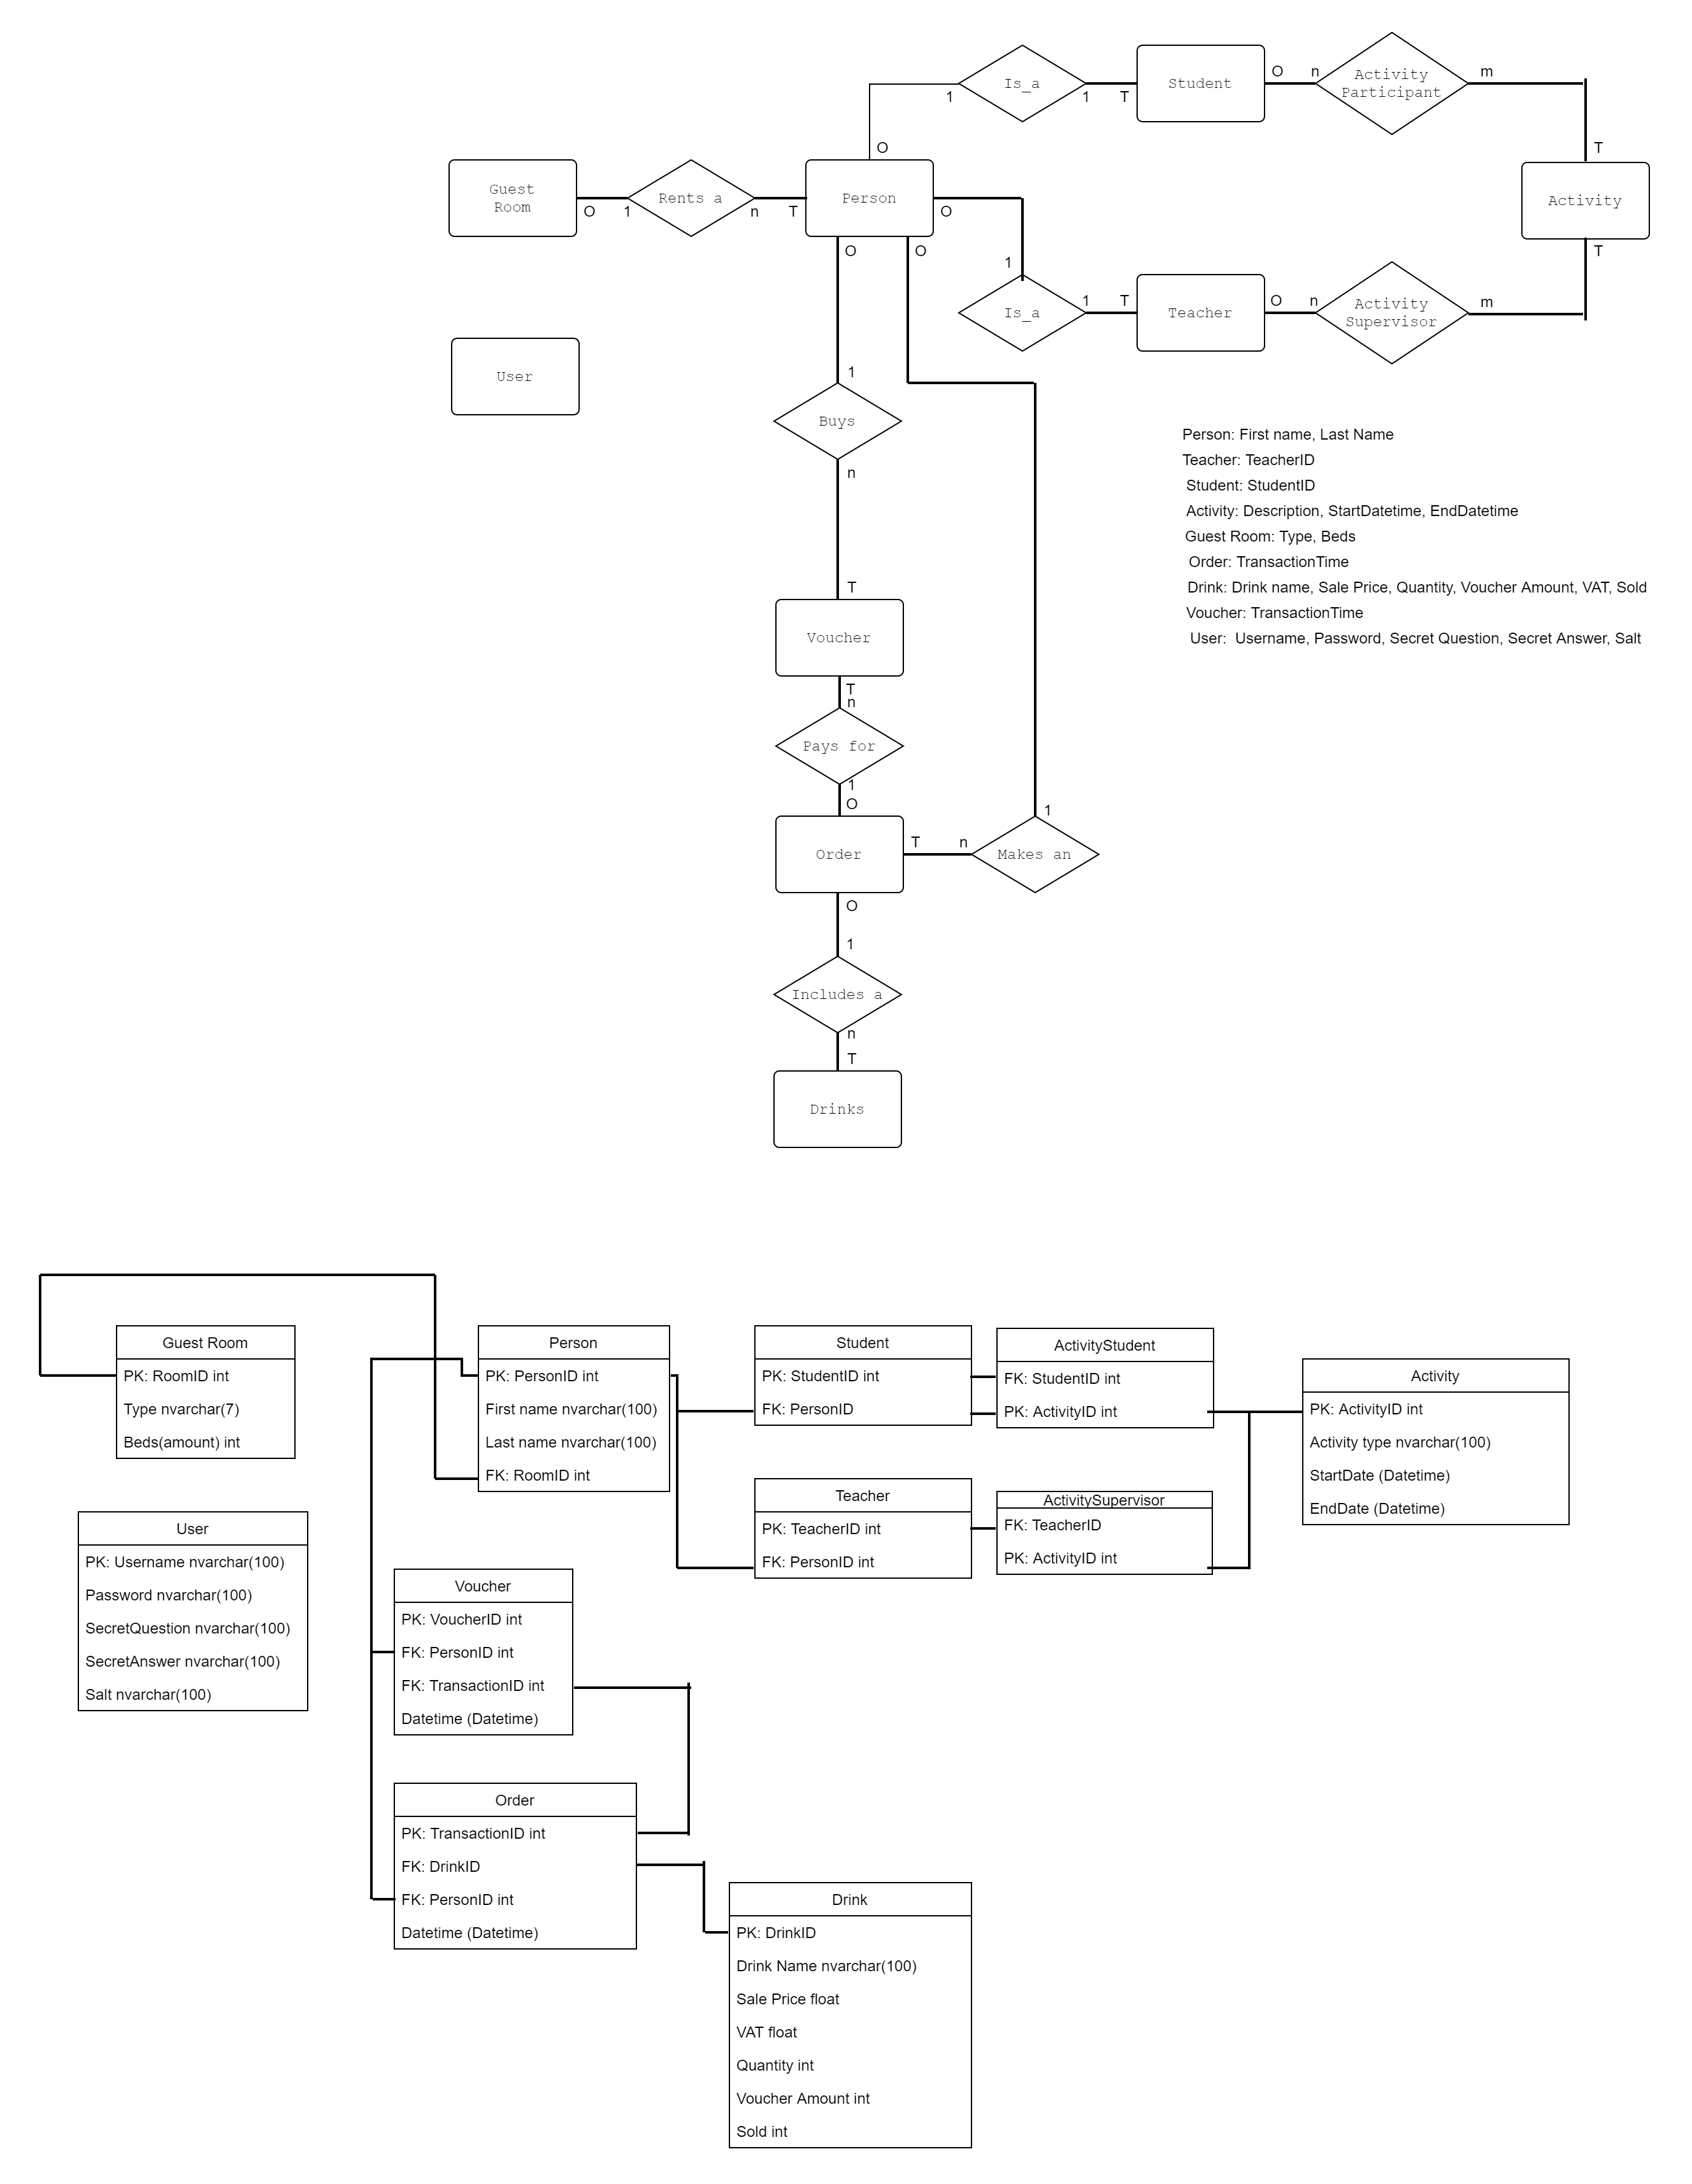 Is_a
1
1
T
Student
O
n
Activity
Participant
m
T
O
Guest
Room
O
1
Rents a
n
T
Person
O
O
O
Activity
T
1
Is_a
1
T
Teacher
O
n
Activity
Supervisor
m
User
1
Buys
n
Person: First name, Last Name
Teacher: TeacherID
Student: StudentID
Activity: Description, StartDatetime, EndDatetime
Guest Room: Type, Beds
Order: TransactionTime
Drink: Drink name, Sale Price, Quantity, Voucher Amount, VAT, Sold
Voucher: TransactionTime
User:  Username, Password, Secret Question, Secret Answer, Salt
T
Voucher
T
n
Pays for
1
O
Order
T
n
Makes an
1
O
1
Includes a
n
T
Drinks
Guest Room
PK: RoomID int
Type nvarchar(7)
Beds(amount) int
Person
PK: PersonID int
First name nvarchar(100)
Last name nvarchar(100)
FK: RoomID int
Student
PK: StudentID int
FK: PersonID
ActivityStudent
FK: StudentID int
PK: ActivityID int
Activity
PK: ActivityID int
Activity type nvarchar(100)
StartDate (Datetime)
EndDate (Datetime)
Teacher
PK: TeacherID int
FK: PersonID int
ActivitySupervisor
FK: TeacherID
PK: ActivityID int
User
PK: Username nvarchar(100)
Password nvarchar(100)
SecretQuestion nvarchar(100)
SecretAnswer nvarchar(100)
Salt nvarchar(100)
Voucher
PK: VoucherID int
FK: PersonID int
FK: TransactionID int
Datetime (Datetime)
Order
PK: TransactionID int
FK: DrinkID
FK: PersonID int
Datetime (Datetime)
Drink
PK: DrinkID
Drink Name nvarchar(100)
Sale Price float
VAT float
Quantity int
Voucher Amount int
Sold int